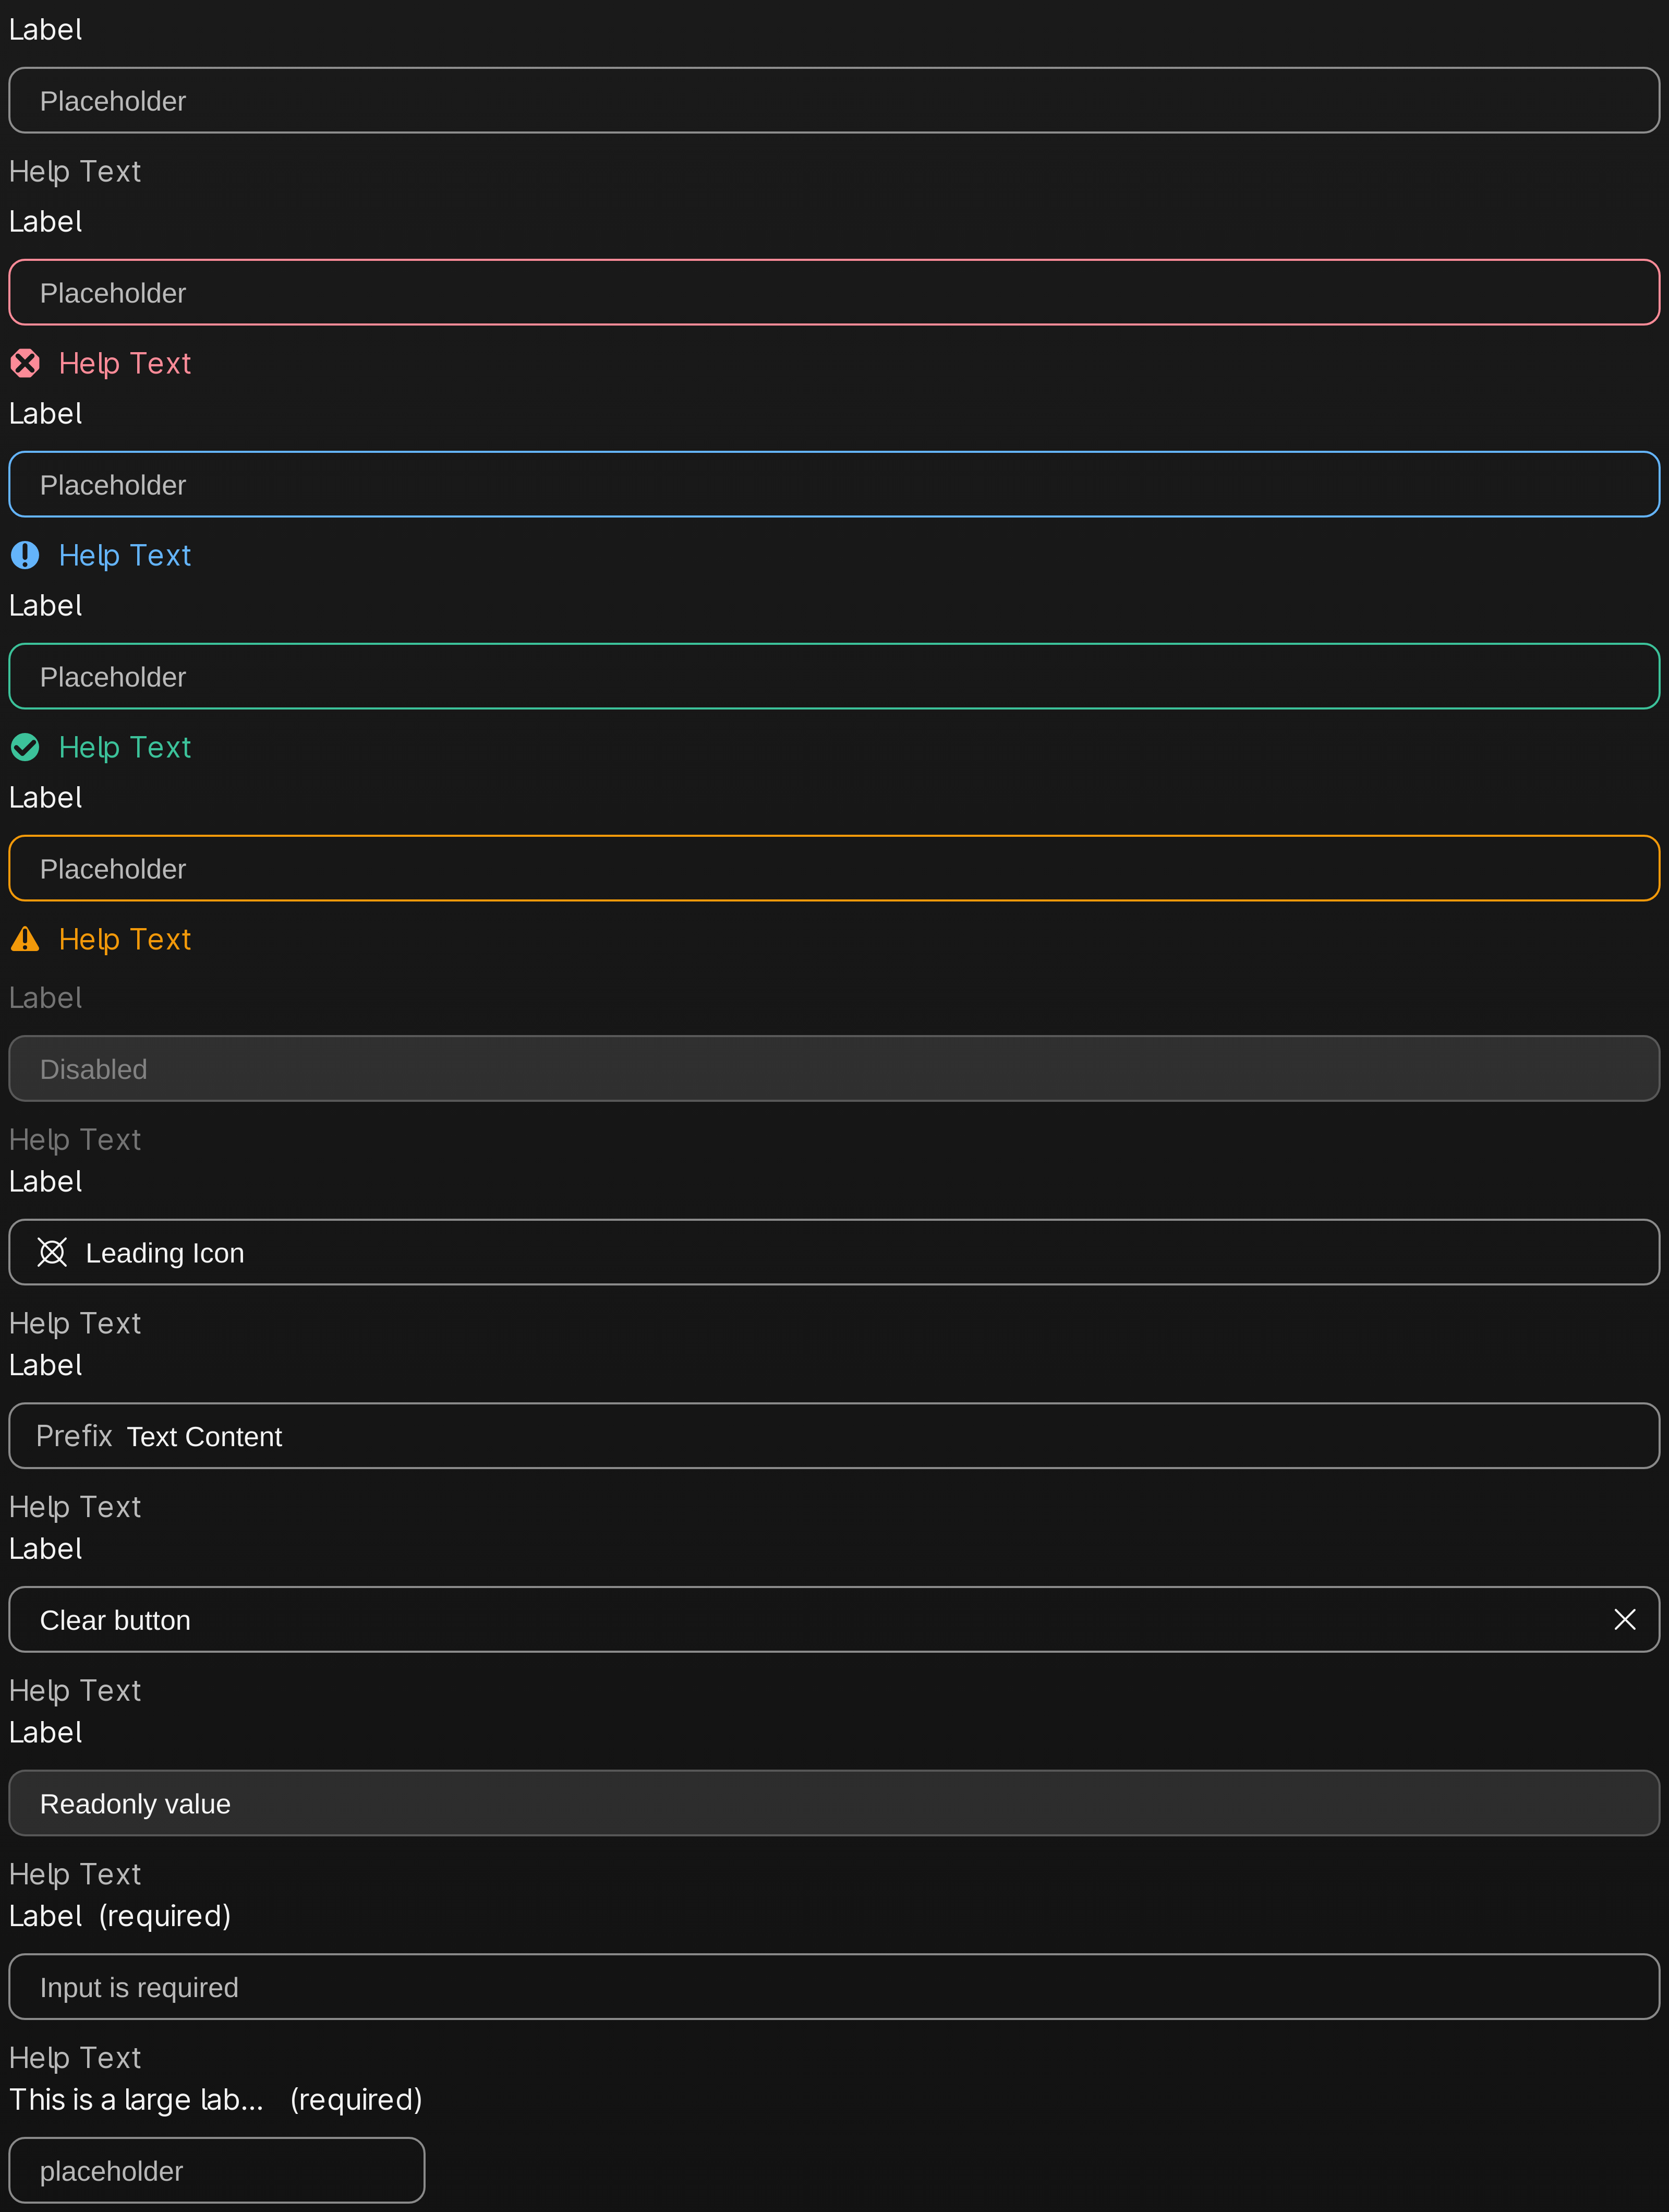 Label
Placeholder
Help Text
Label
Placeholder
Help Text
Label
Placeholder
Help Text
Label
Placeholder
Help Text
Label
Placeholder
Help Text
Label
Disabled
Help Text
Label
Leading Icon
Help Text
Label
Prefix Text Content
Help Text
Label
Clear button
Help Text
Label
Readonly value
Help Text
Label (required)
Input is required
Help Text
This is a large lab... (required)
placeholder